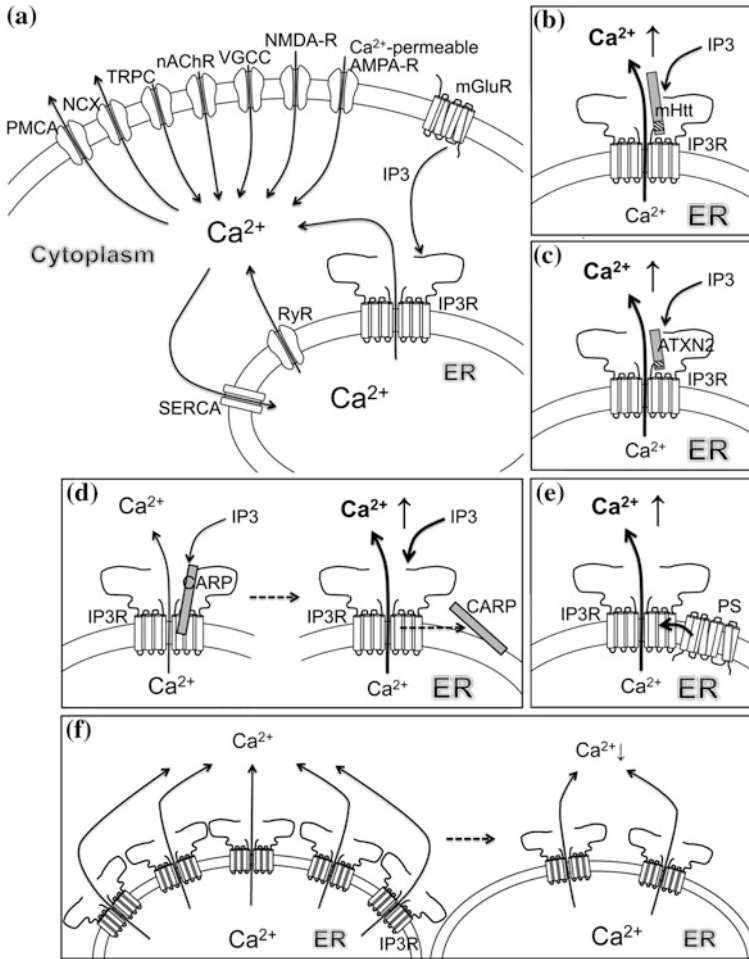 (a)
PMCA
NCX
TRPC
nAChR
VGCC
NMDA-R
Ca²⁺-permeable
AMPA-R
mGluR
IP3
Ca²⁺
Cytoplasm
RyR
IP3R
ER
SERCA
Ca²⁺
(b)
Ca²⁺ ↑
IP3
mHtt
IP3R
Ca²⁺
ER
(c)
Ca²⁺ ↑
IP3
ATXN2
IP3R
Ca²⁺
ER
(d)
Ca²⁺
IP3
CARP
IP3R
Ca²⁺
Ca²⁺ ↑
IP3
IP3R
CARP
Ca²⁺
ER
(e)
Ca²⁺ ↑
IP3R
PS
Ca²⁺
ER
(f)
Ca²⁺
Ca²⁺
ER
IP3R
Ca²⁺↓
Ca²⁺
ER